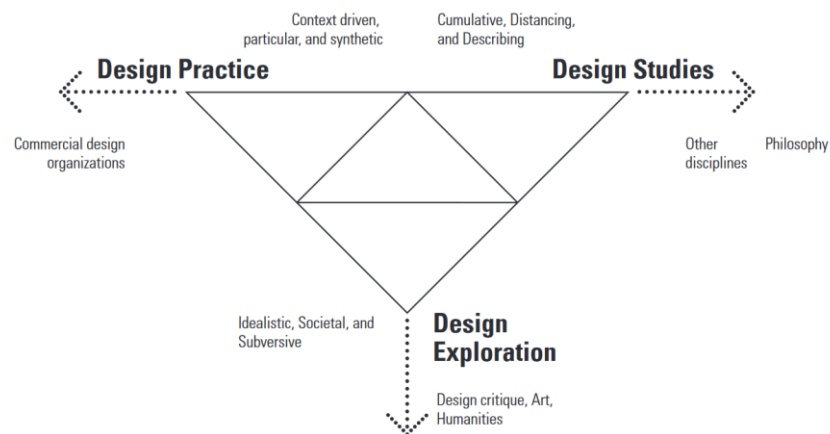 Context driven,
particular, and synthetic
Cumulative, Distancing,
and Describing
Design Practice
Design Studies
Commercial design
organizations
Other
disciplines
Philosophy
Idealistic, Societal, and
Subversive
Design
Exploration
Design critique, Art,
Humanities